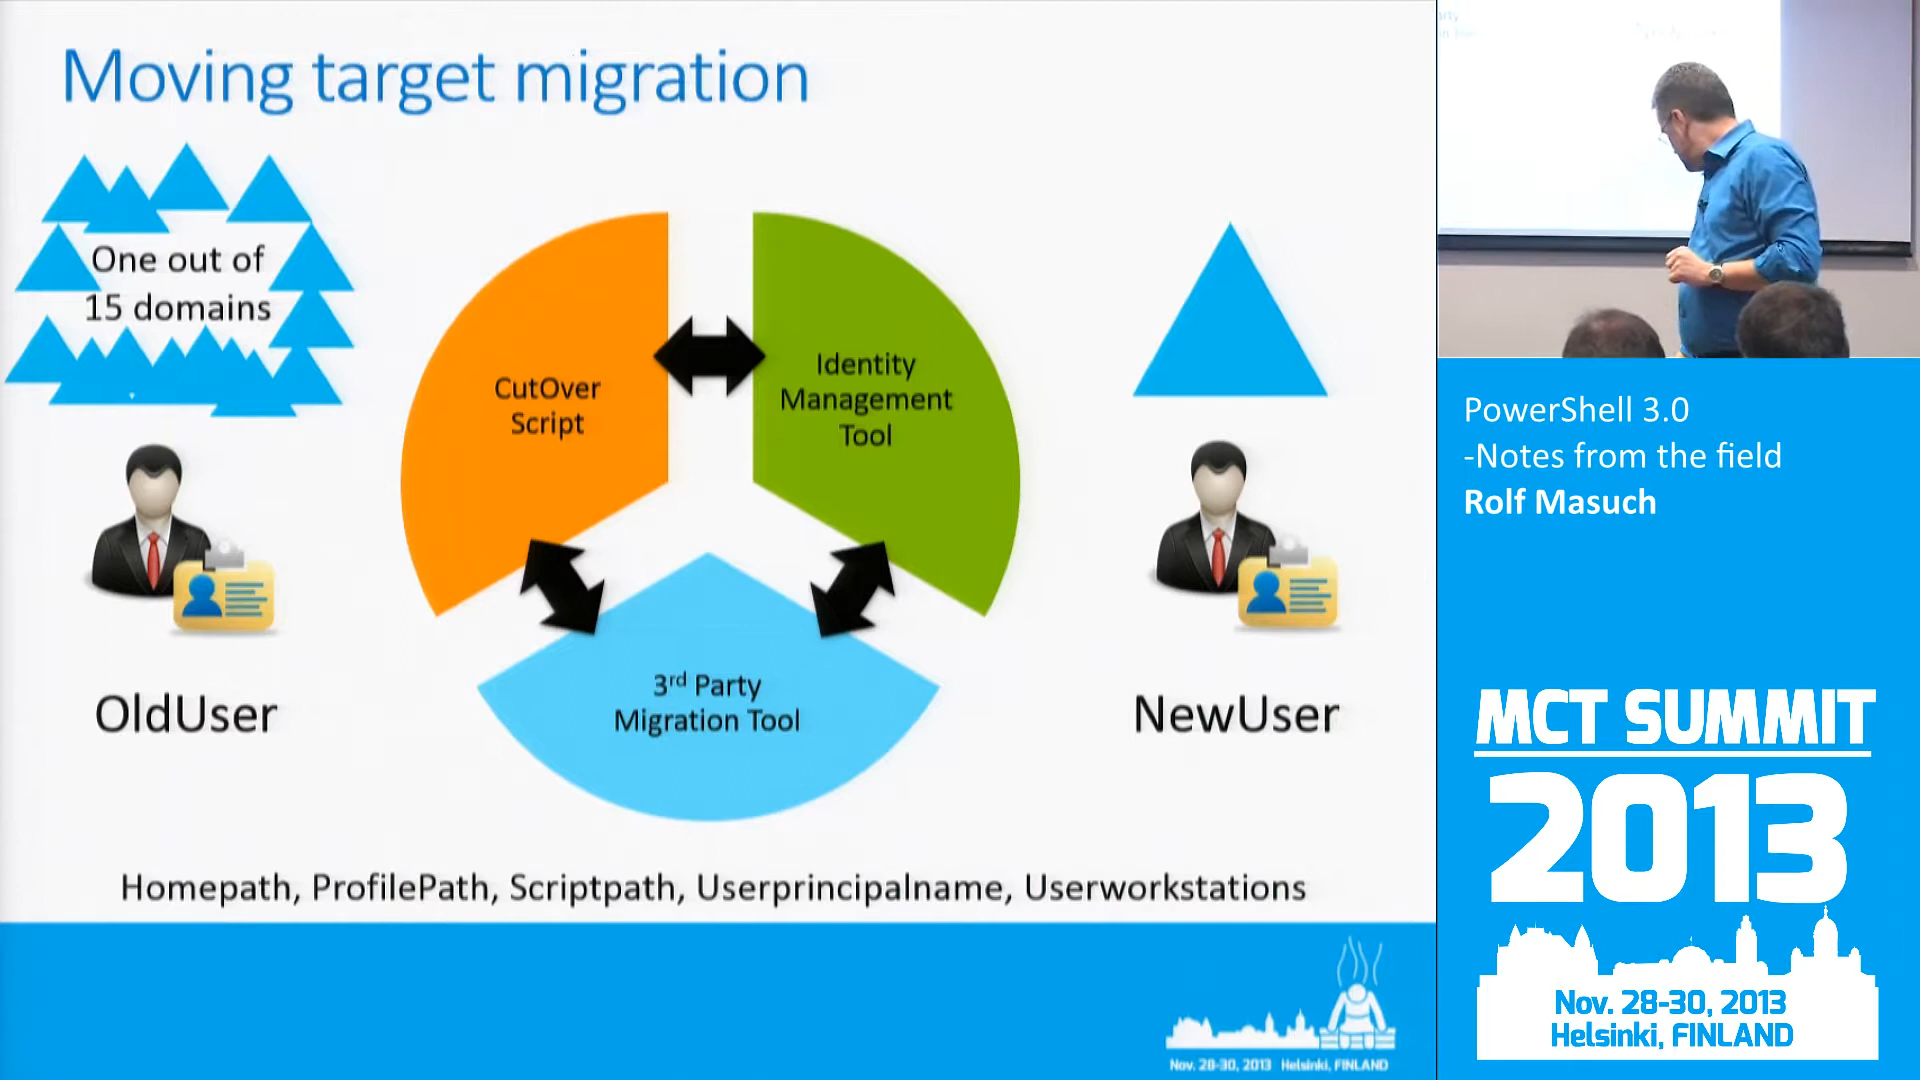 Moving target migration
One out of
15 domains
CutOver
Script
Identity
Management
Tool
3rd Party
Migration Tool
OldUser
NewUser
Homepath, ProfilePath, Scriptpath, Userprincipalname, Userworkstations
Nov. 28-30, 2013 Helsinki, FINLAND
PowerShell 3.0
-Notes from the field
Rolf Masuch
MCT SUMMIT
2013
Nov. 28-30, 2013
Helsinki, FINLAND